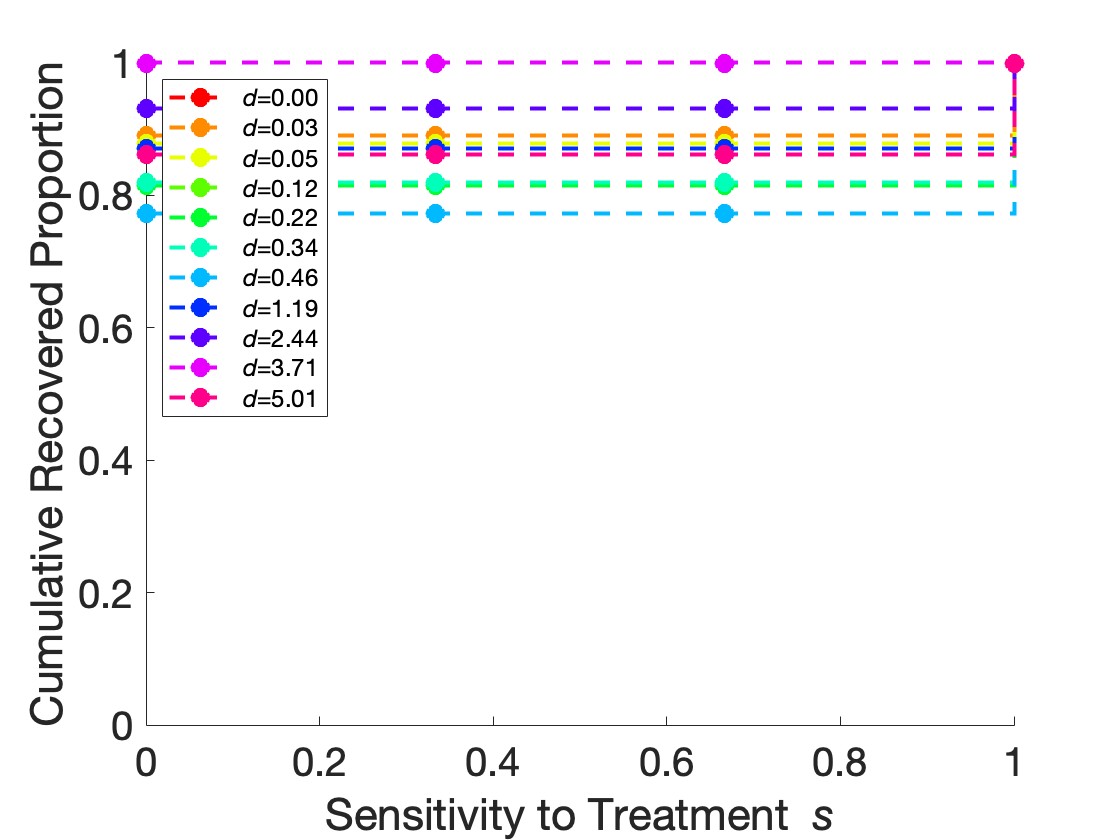 Cumulative Recovered Proportion
1
0.8
0.6
0.4
0.2
0
d=0.00
d=0.03
d=0.05
d=0.12
d=0.22
d=0.34
d=0.46
d=1.19
d=2.44
d=3.71
d=5.01
0 0.2 0.4 0.6 0.8 1
Sensitivity to Treatment s